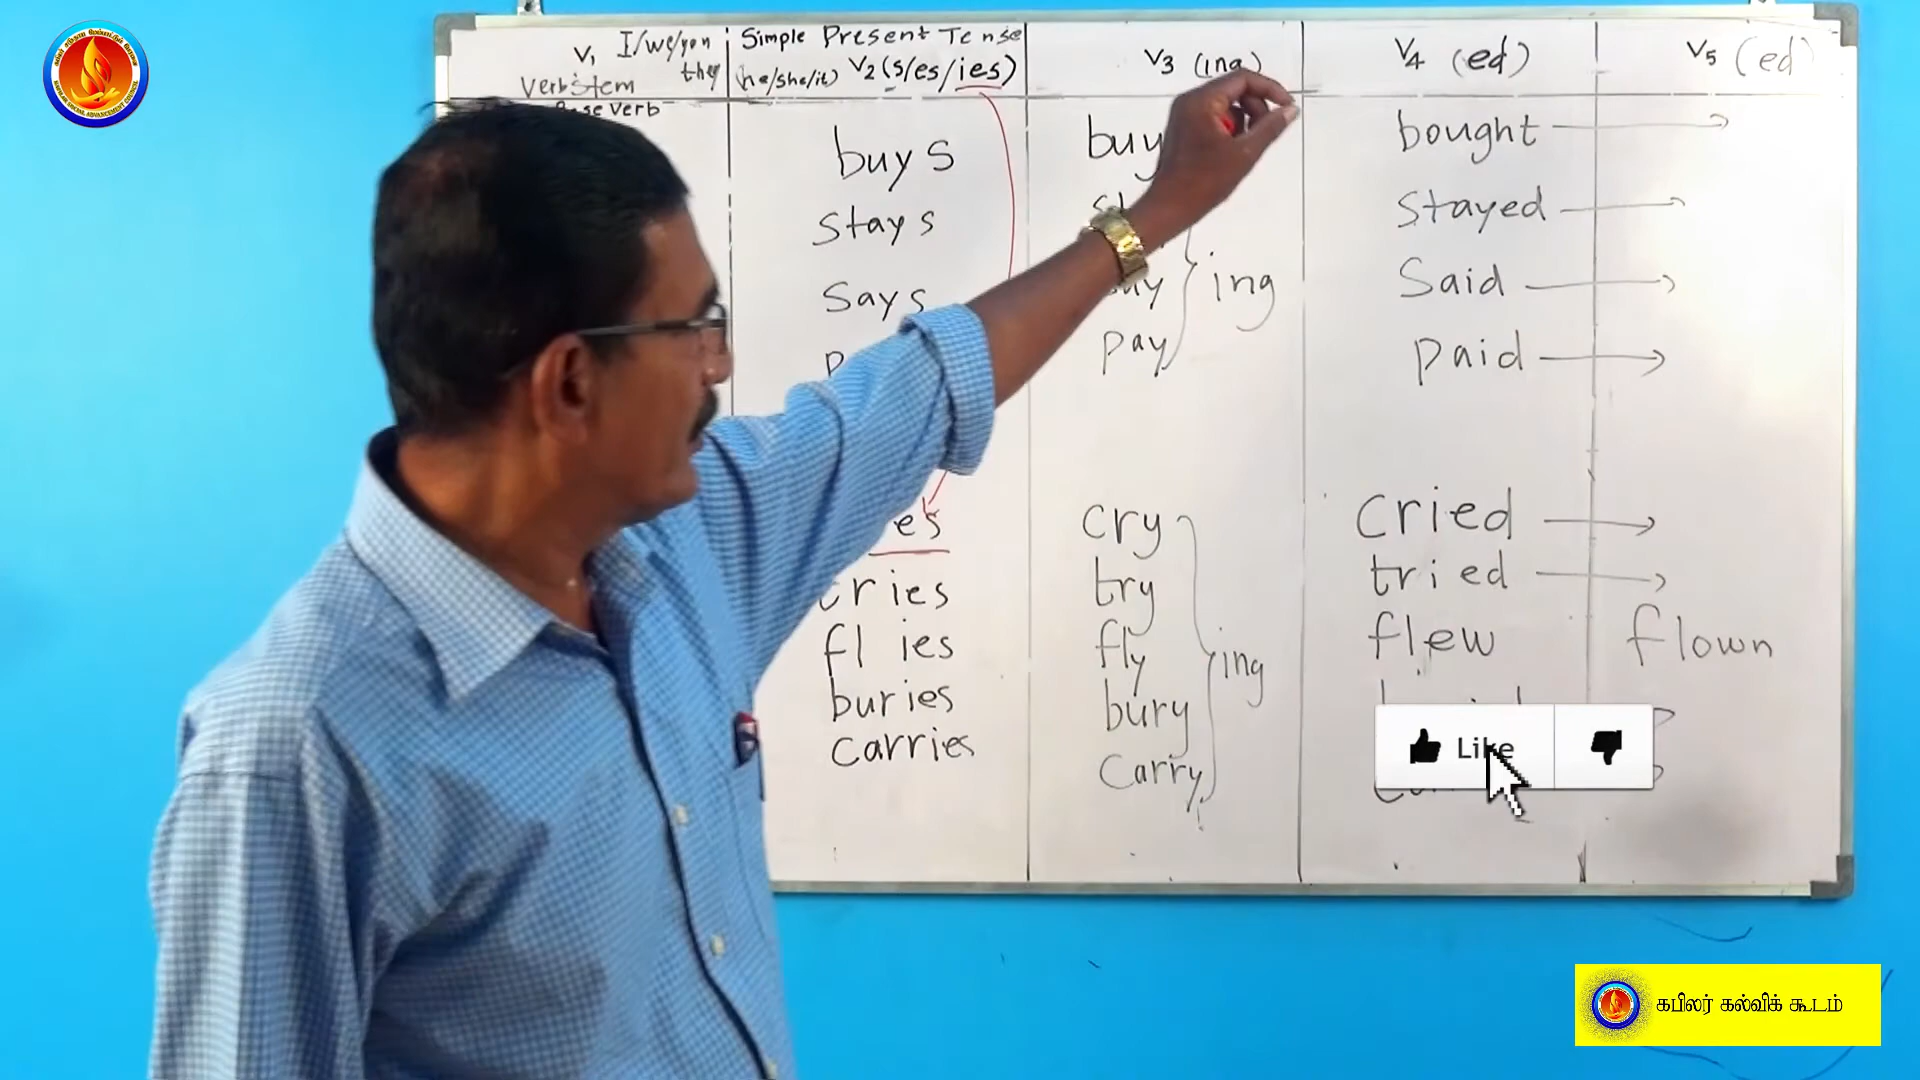 Simple Present Tense
V1 I/we/you they
(he/she/it) V2 (s/es/ies)
V3 (ing)
V4 (ed)
V5 (ed)
Verb stem
verb
buys buy bought
stays stayed
says ing Said
pay paid
es cry cried
tries try tried
flies fly flew flown
ing
buries bury
carries carry
Like
கபிலர் கல்விக் கூடம்